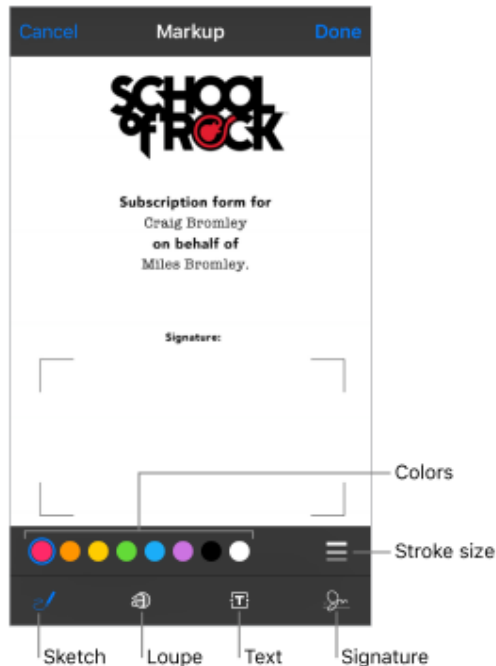 Cancel Markup Done
SCHOOL
of ROCK
Subscription form for
Craig Bromley
on behalf of
Miles Bromley.
Signature:
Colors
Stroke size
Sketch Loupe Text Signature